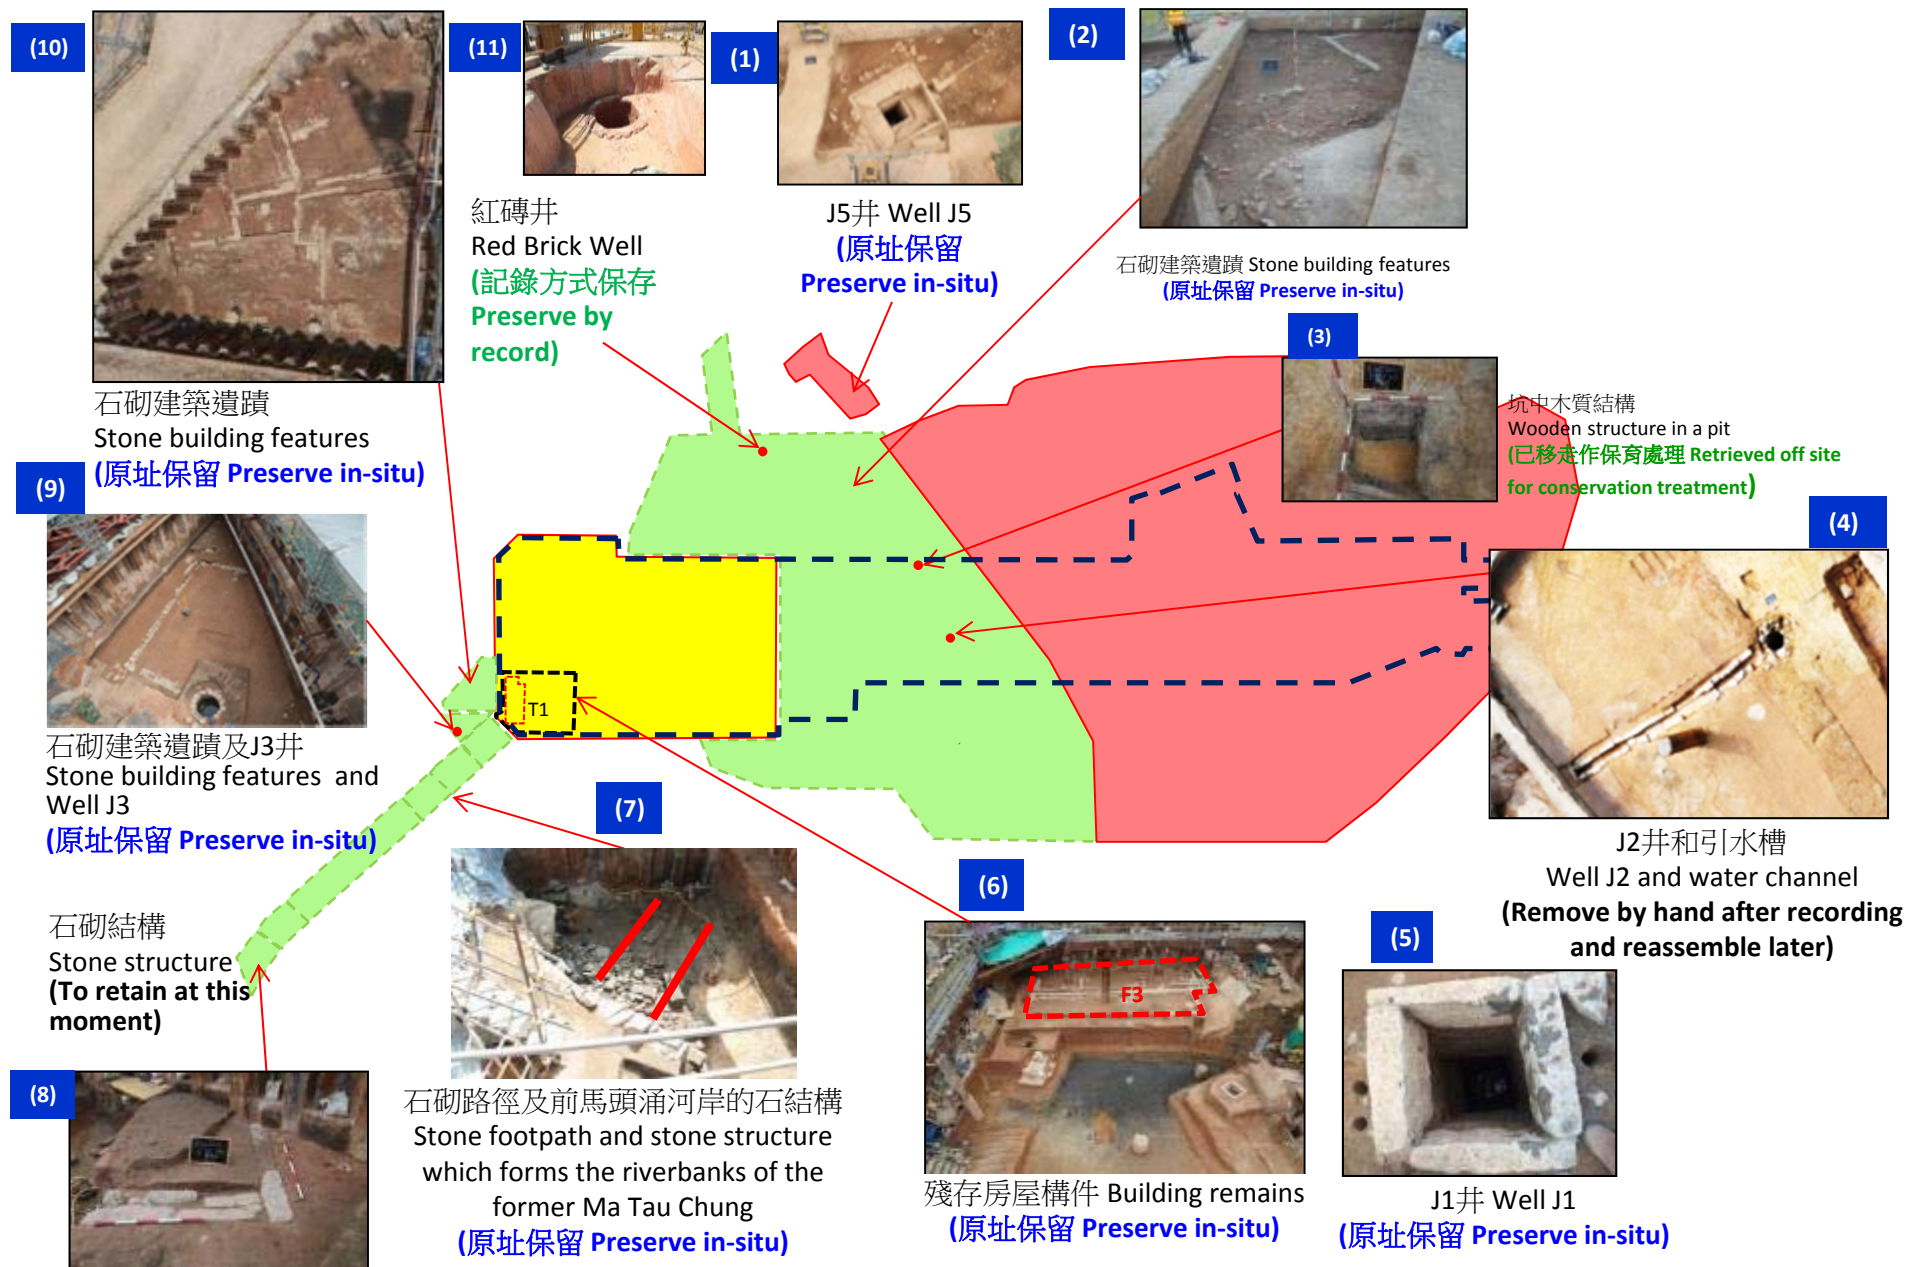 (10)
石砌建築遺蹟
Stone building features
(原址保留 Preserve in-situ)
(11)
紅磚井
Red Brick Well
(記錄方式保存
Preserve by
record)
(1)
J5井 Well J5
(原址保留
Preserve in-situ)
(2)
石砌建築遺蹟 Stone building features
(原址保留 Preserve in-situ)
(3)
坑中木質結構
Wooden structure in a pit
(已移走作保育處理 Retrieved off site
for conservation treatment)
(4)
J2井和引水槽
Well J2 and water channel
(Remove by hand after recording
and reassemble later)
(5)
J1井 Well J1
(原址保留 Preserve in-situ)
(6)
F3
殘存房屋構件 Building remains
(原址保留 Preserve in-situ)
(7)
石砌路徑及前馬頭涌河岸的石結構
Stone footpath and stone structure
which forms the riverbanks of the
former Ma Tau Chung
(原址保留 Preserve in-situ)
(8)
石砌結構
Stone structure
(To retain at this
moment)
(9)
石砌建築遺蹟及J3井
Stone building features and
Well J3
(原址保留 Preserve in-situ)
T1